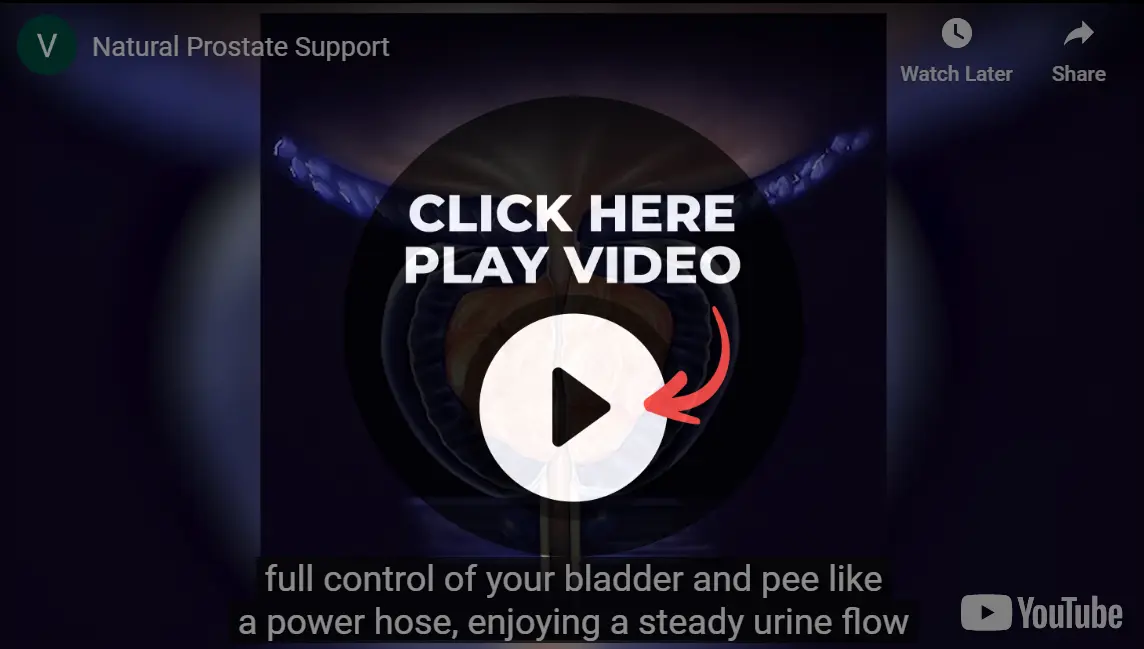 V
Natural Prostate Support
Watch Later
Share
CLICK HERE
PLAY VIDEO
full control of your bladder and pee like
a power hose, enjoying a steady urine flow
YouTube